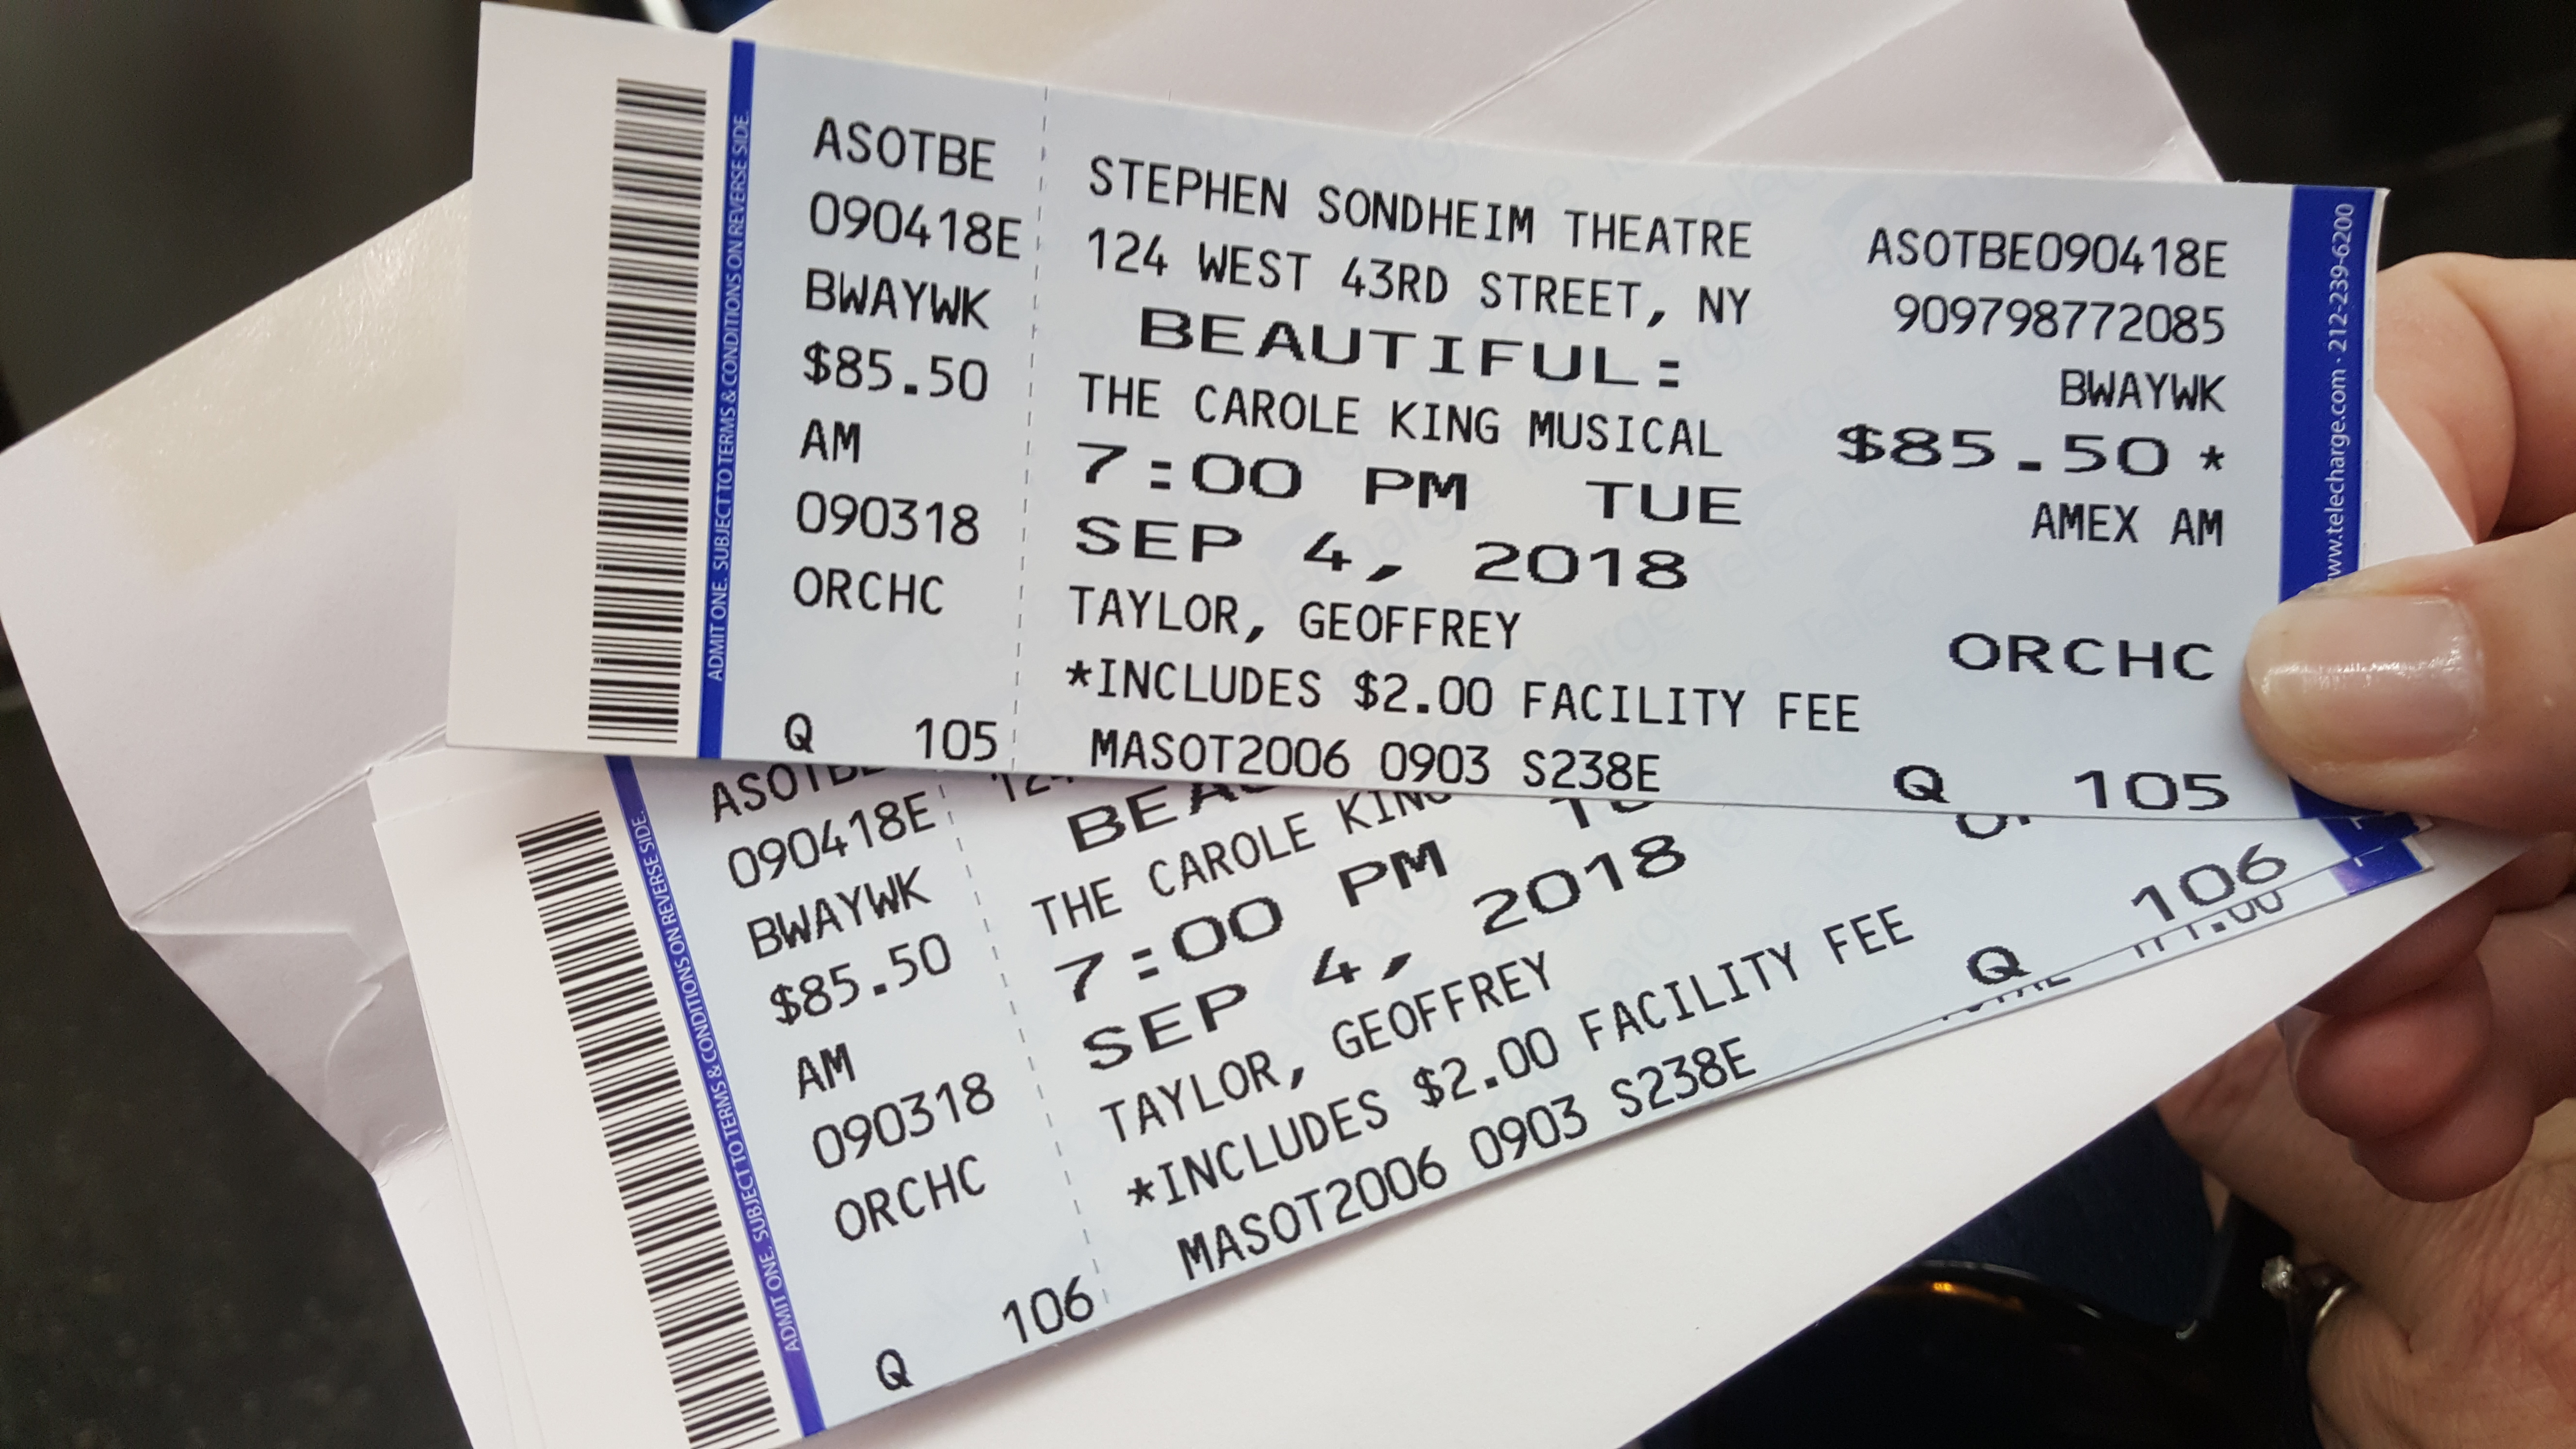 ADMIT ONE. SUBJECT TO TERMS & CONDITIONS ON REVERSE SIDE.
ASOTBE
090418E
BWAYWK
$85.50
AM
090318
ORCHC
Q 105
STEPHEN SONDHEIM THEATRE
124 WEST 43RD STREET, NY
BEAUTIFUL:
THE CAROLE KING MUSICAL
7:00 PM TUE
SEP 4, 2018
TAYLOR, GEOFFREY
*INCLUDES $2.00 FACILITY FEE
MASOT2006 0903 S238E
ASOTBE090418E
909798772085
BWAYWK
$85.50 *
AMEX AM
ORCHC
Q 105
ww.telecharge.com · 212-239-6200
ADMIT ONE. SUBJECT TO TERMS & CONDITIONS ON REVERSE SIDE.
ASOTBE
090418E
BWAYWK
$85.50
AM
090318
ORCHC
Q 106
THE CAROLE KING
7:00 PM
SEP 4, 2018
TAYLOR, GEOFFREY
*INCLUDES $2.00 FACILITY FEE
MASOT2006 0903 S238E
Q 106